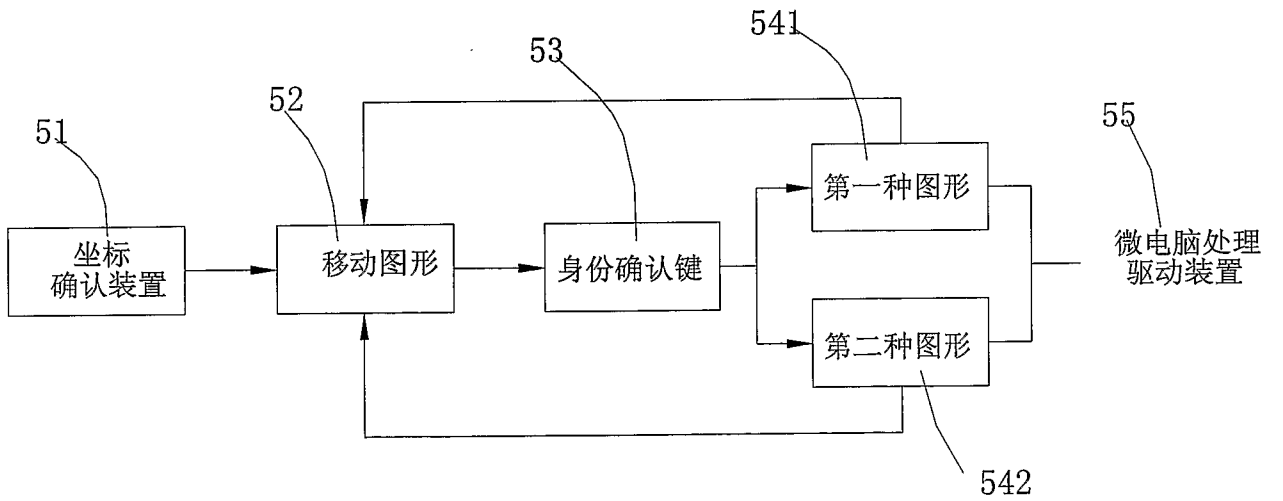 541
53
52
55
51
第一种图形
坐标
确认装置
移动图形
身份确认键
微电脑处理
驱动装置
第二种图形
542